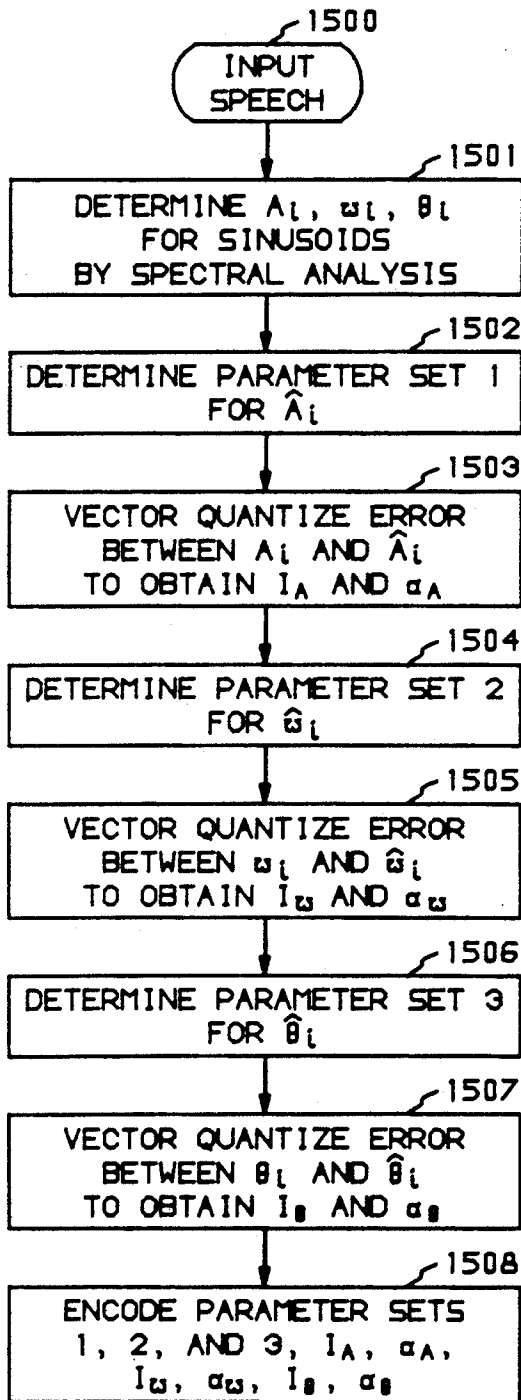 1500
INPUT
SPEECH
1501
DETERMINE Aᵢ, ωᵢ, θᵢ
FOR SINUSOIDS
BY SPECTRAL ANALYSIS
1502
DETERMINE PARAMETER SET 1
FOR Âᵢ
1503
VECTOR QUANTIZE ERROR
BETWEEN Aᵢ AND Âᵢ
TO OBTAIN I_A AND α_A
1504
DETERMINE PARAMETER SET 2
FOR ω̂ᵢ
1505
VECTOR QUANTIZE ERROR
BETWEEN ωᵢ AND ω̂ᵢ
TO OBTAIN I_ω AND α_ω
1506
DETERMINE PARAMETER SET 3
FOR θ̂ᵢ
1507
VECTOR QUANTIZE ERROR
BETWEEN θᵢ AND θ̂ᵢ
TO OBTAIN I_θ AND α_θ
1508
ENCODE PARAMETER SETS
1, 2, AND 3, I_A, α_A,
I_ω, α_ω, I_θ, α_θ